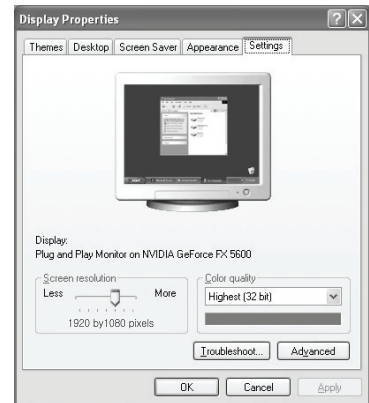 Display Properties
Themes Desktop Screen Saver Appearance Settings
Display:
Plug and Play Monitor on NVIDIA GeForce FX 5600
Screen resolution
Less More
1920 by1080 pixels
Color quality
Highest (32 bit)
Troubleshoot... Advanced
OK Cancel Apply